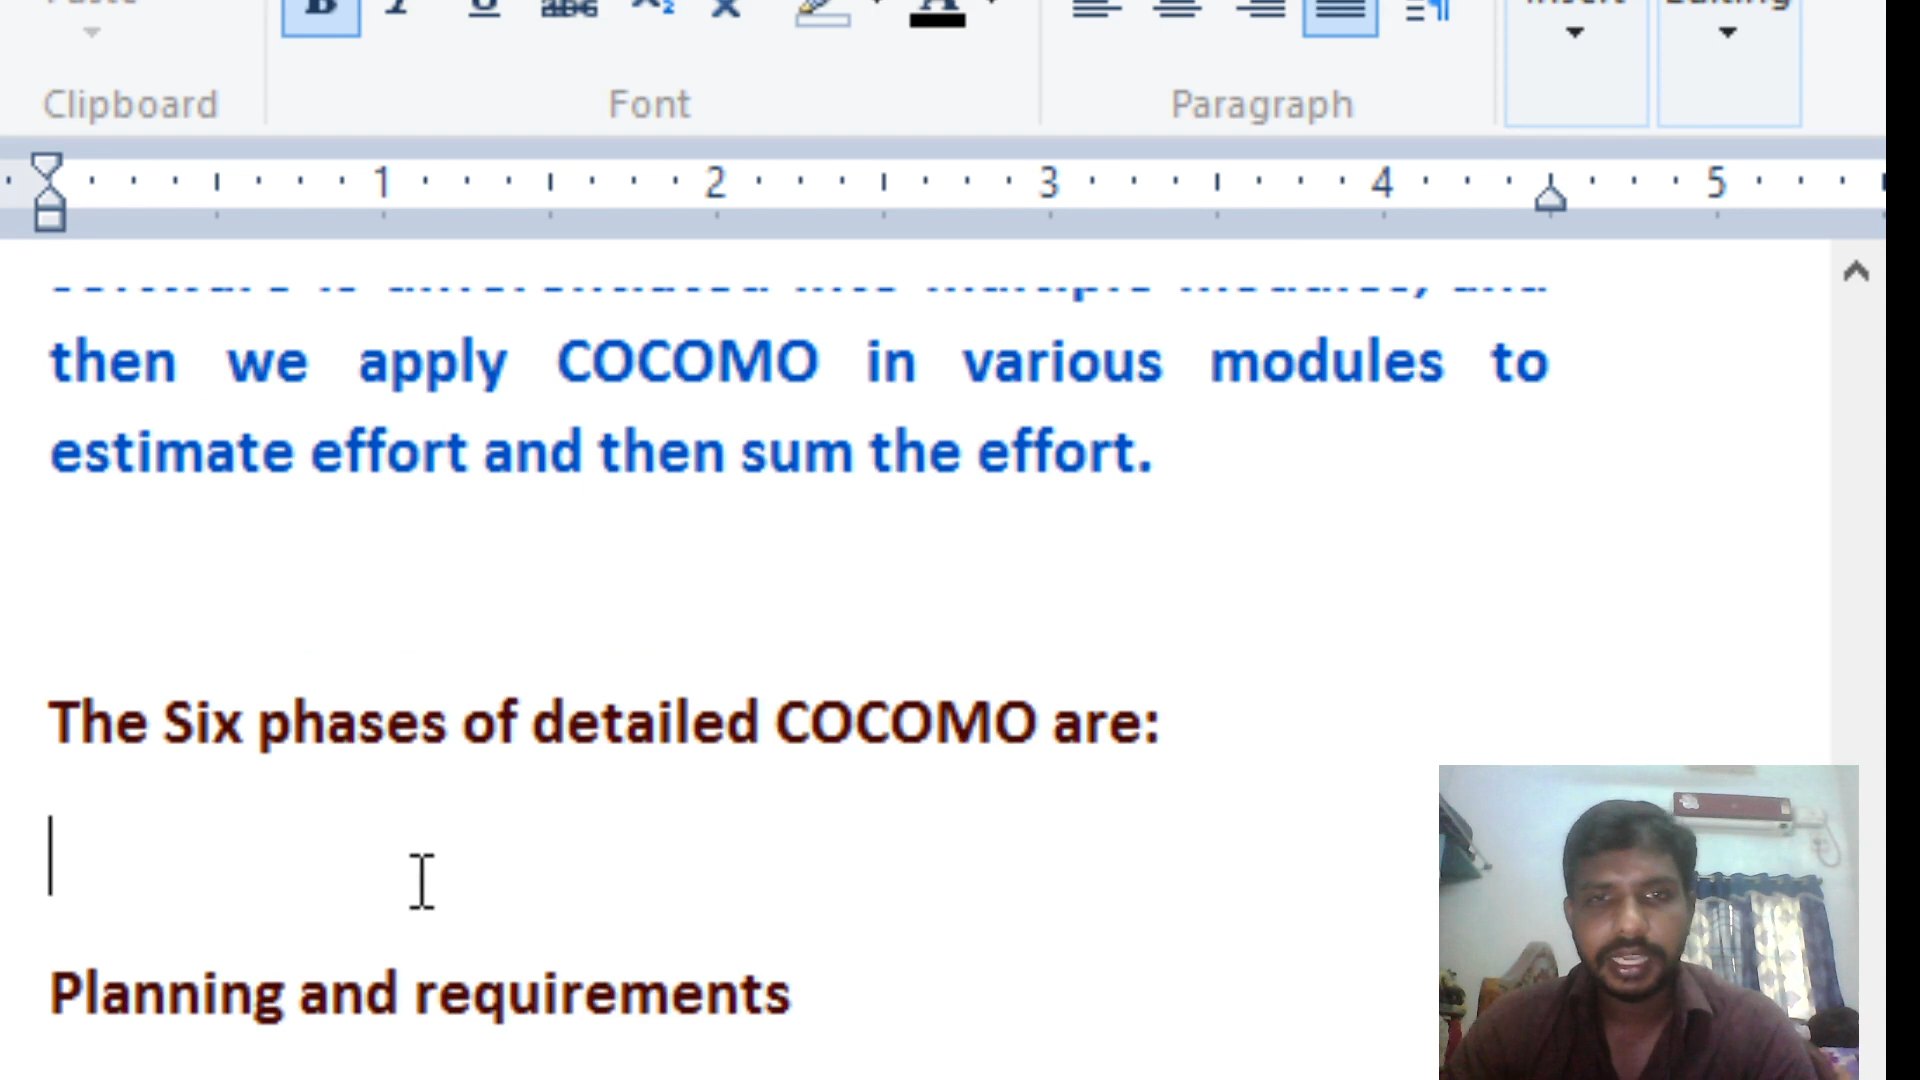 Clipboard
Font
Paragraph
1 2 3 4 5
then we apply COCOMO in various modules to
estimate effort and then sum the effort.
The Six phases of detailed COCOMO are:
Planning and requirements